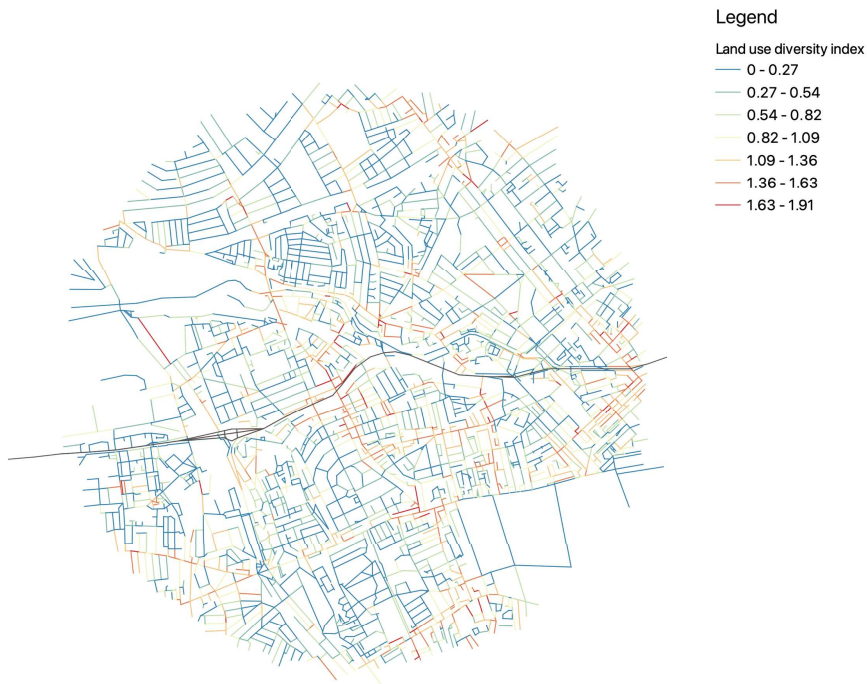 Legend
Land use diversity index
0 - 0.27
0.27 - 0.54
0.54 - 0.82
0.82 - 1.09
1.09 - 1.36
1.36 - 1.63
1.63 - 1.91